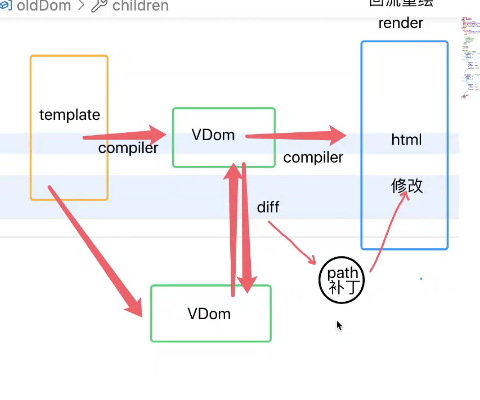 oldDom > children
回流重绘
render
template
compiler
VDom
compiler
html
修改
diff
path
补丁
VDom